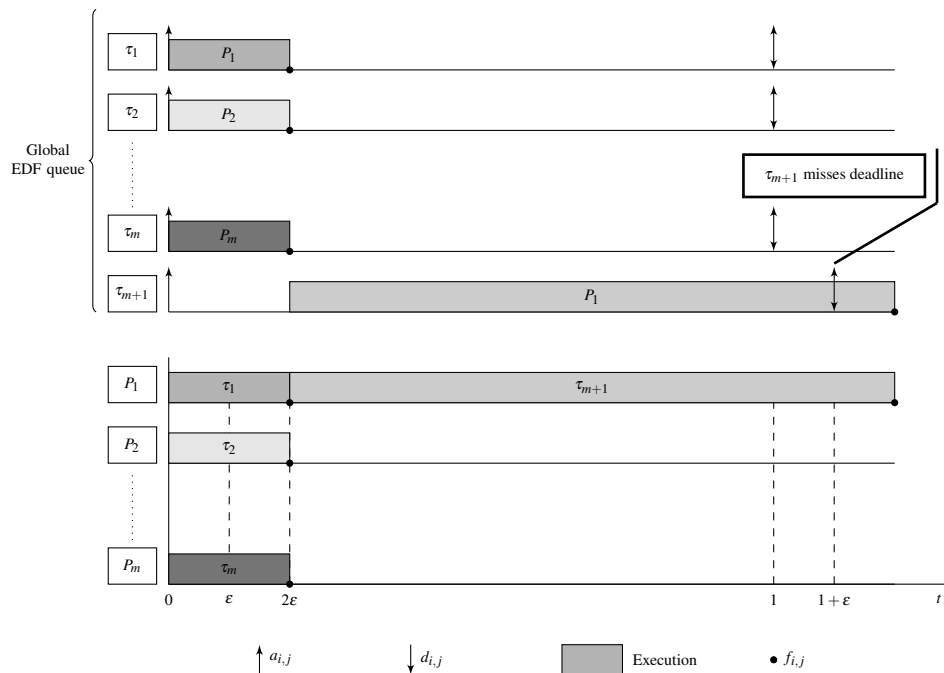 τ₁
P₁
τ₂
P₂
Global
EDF queue
τₘ₊₁ misses deadline
τₘ
Pₘ
τₘ₊₁
P₁
P₁
τ₁
τₘ₊₁
P₂
τ₂
Pₘ
τₘ
0
ε
2ε
1
1 + ε
t
aᵢ,ⱼ
dᵢ,ⱼ
Execution
fᵢ,ⱼ